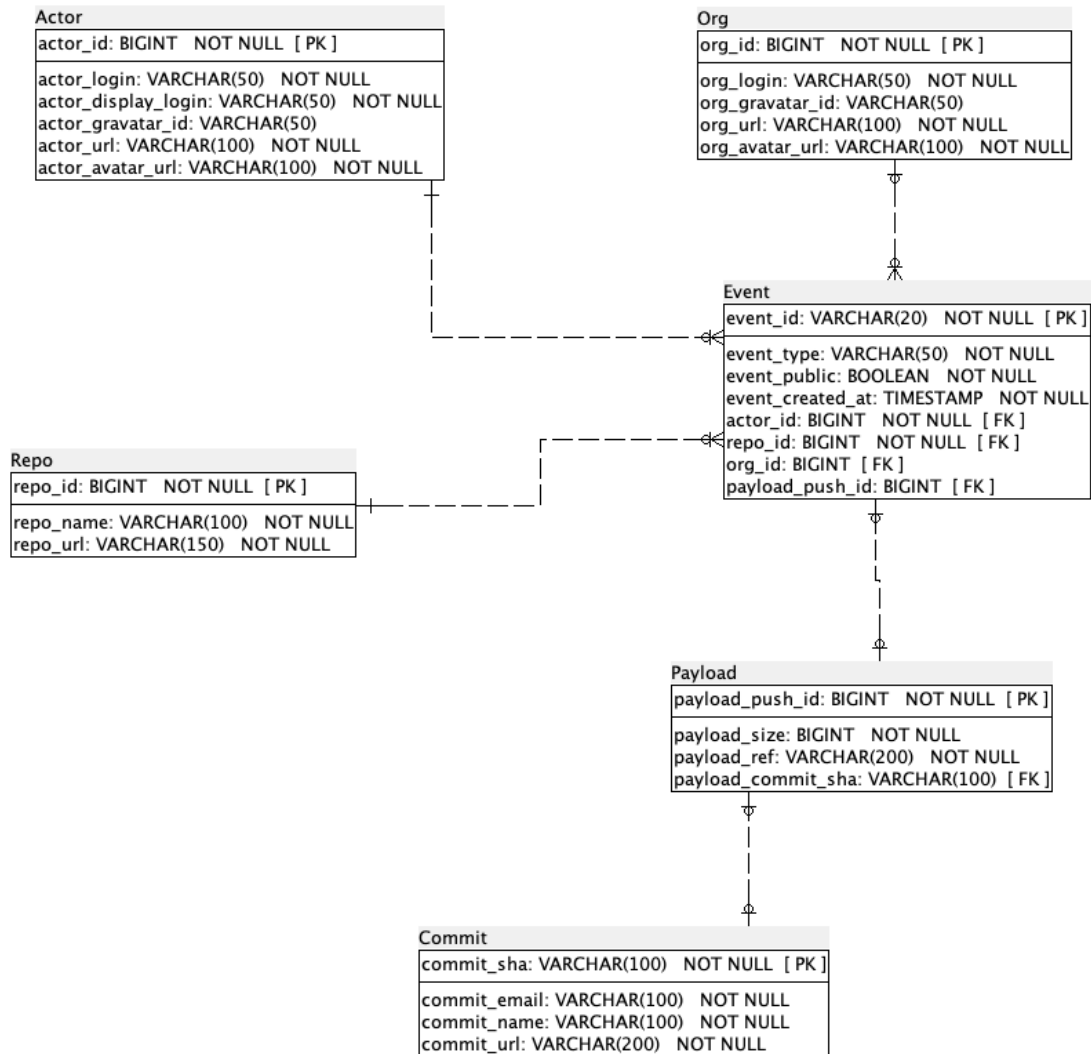 Actor
actor_id: BIGINT NOT NULL [ PK ]
actor_login: VARCHAR(50) NOT NULL
actor_display_login: VARCHAR(50) NOT NULL
actor_gravatar_id: VARCHAR(50)
actor_url: VARCHAR(100) NOT NULL
actor_avatar_url: VARCHAR(100) NOT NULL
Org
org_id: BIGINT NOT NULL [ PK ]
org_login: VARCHAR(50) NOT NULL
org_gravatar_id: VARCHAR(50)
org_url: VARCHAR(100) NOT NULL
org_avatar_url: VARCHAR(100) NOT NULL
Event
event_id: VARCHAR(20) NOT NULL [ PK ]
event_type: VARCHAR(50) NOT NULL
event_public: BOOLEAN NOT NULL
event_created_at: TIMESTAMP NOT NULL
actor_id: BIGINT NOT NULL [ FK ]
repo_id: BIGINT NOT NULL [ FK ]
org_id: BIGINT [ FK ]
payload_push_id: BIGINT [ FK ]
Repo
repo_id: BIGINT NOT NULL [ PK ]
repo_name: VARCHAR(100) NOT NULL
repo_url: VARCHAR(150) NOT NULL
Payload
payload_push_id: BIGINT NOT NULL [ PK ]
payload_size: BIGINT NOT NULL
payload_ref: VARCHAR(200) NOT NULL
payload_commit_sha: VARCHAR(100) [ FK ]
Commit
commit_sha: VARCHAR(100) NOT NULL [ PK ]
commit_email: VARCHAR(100) NOT NULL
commit_name: VARCHAR(100) NOT NULL
commit_url: VARCHAR(200) NOT NULL